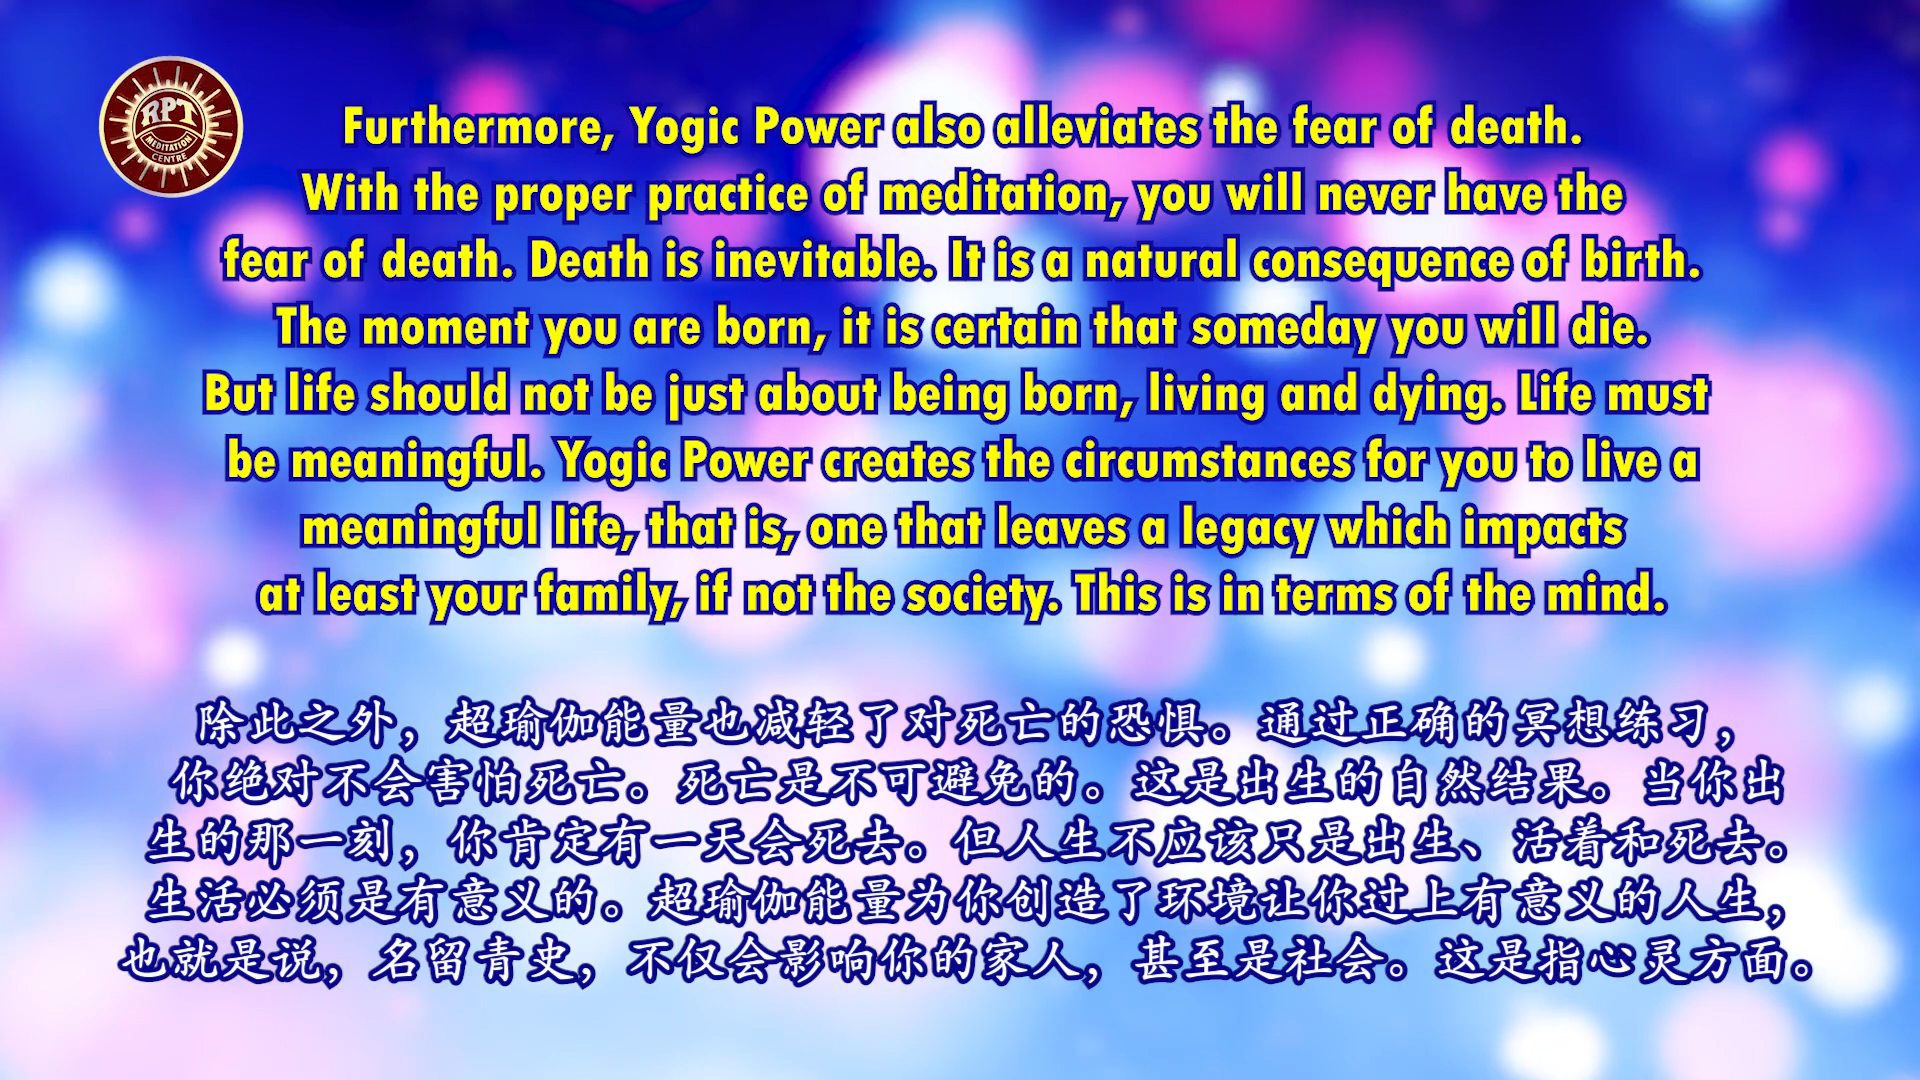 RPT
MEDITATION
CENTRE
Furthermore, Yogic Power also alleviates the fear of death.
With the proper practice of meditation, you will never have the
fear of death. Death is inevitable. It is a natural consequence of birth.
The moment you are born, it is certain that someday you will die.
But life should not be just about being born, living and dying. Life must
be meaningful. Yogic Power creates the circumstances for you to live a
meaningful life, that is, one that leaves a legacy which impacts
at least your family, if not the society. This is in terms of the mind.
除此之外，超瑜伽能量也减轻了对死亡的恐惧。通过正确的冥想练习，
你绝对不会害怕死亡。死亡是不可避免的。这是出生的自然结果。当你出
生的那一刻，你肯定有一天会死去。但人生不应该只是出生、活着和死去。
生活必须是有意义的。超瑜伽能量为你创造了环境让你过上有意义的人生，
也就是说，名留青史，不仅会影响你的家人，甚至是社会。这是指心灵方面。